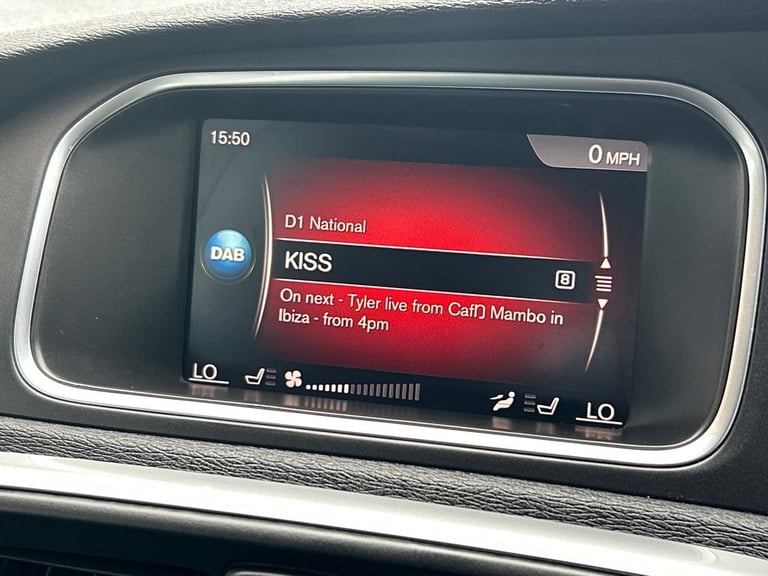 15:50
0 MPH
D1 National
DAB
KISS
8
On next - Tyler live from Caf▯ Mambo in
Ibiza - from 4pm
LO
LO